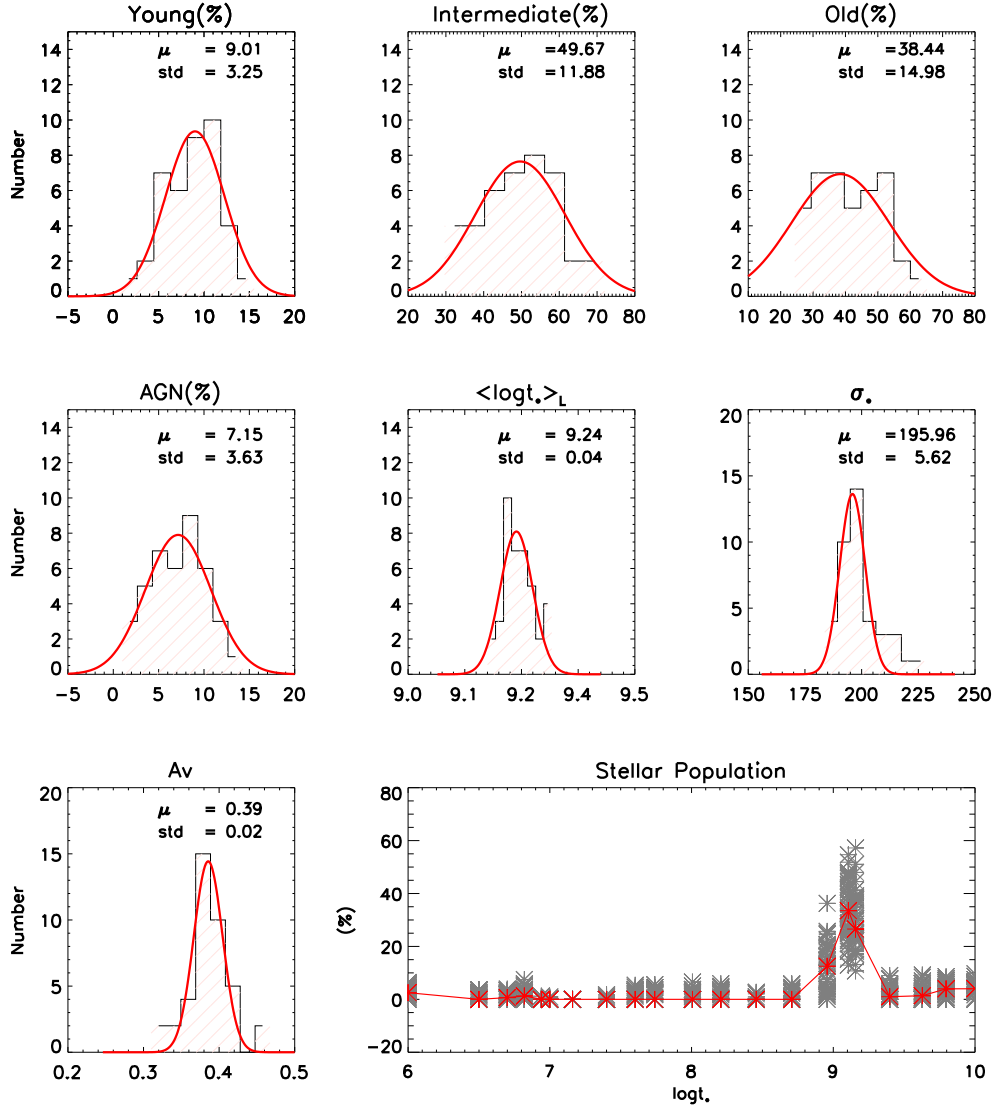 Young(%)
Intermediate(%)
Old(%)
μ = 9.01
std = 3.25
μ =49.67
std =11.88
μ =38.44
std =14.98
Number
14
12
10
8
6
4
2
0
14
12
10
8
6
4
2
0
14
12
10
8
6
4
2
0
-5 0 5 10 15 20
20 30 40 50 60 70 80
10 20 30 40 50 60 70 80
AGN(%)
<logt⋆>L
σ⋆
μ = 7.15
std = 3.63
μ = 9.24
std = 0.04
μ =195.96
std = 5.62
Number
14
12
10
8
6
4
2
0
14
12
10
8
6
4
2
0
20
15
10
5
0
-5 0 5 10 15 20
9.0 9.1 9.2 9.4 9.5
150 175 200 225 250
Av
Stellar Population
μ = 0.39
std = 0.02
Number
20
15
10
5
0
(%)
80
60
40
20
0
-20
0.2 0.3 0.4 0.5
6 7 8 9 10
logt⋆